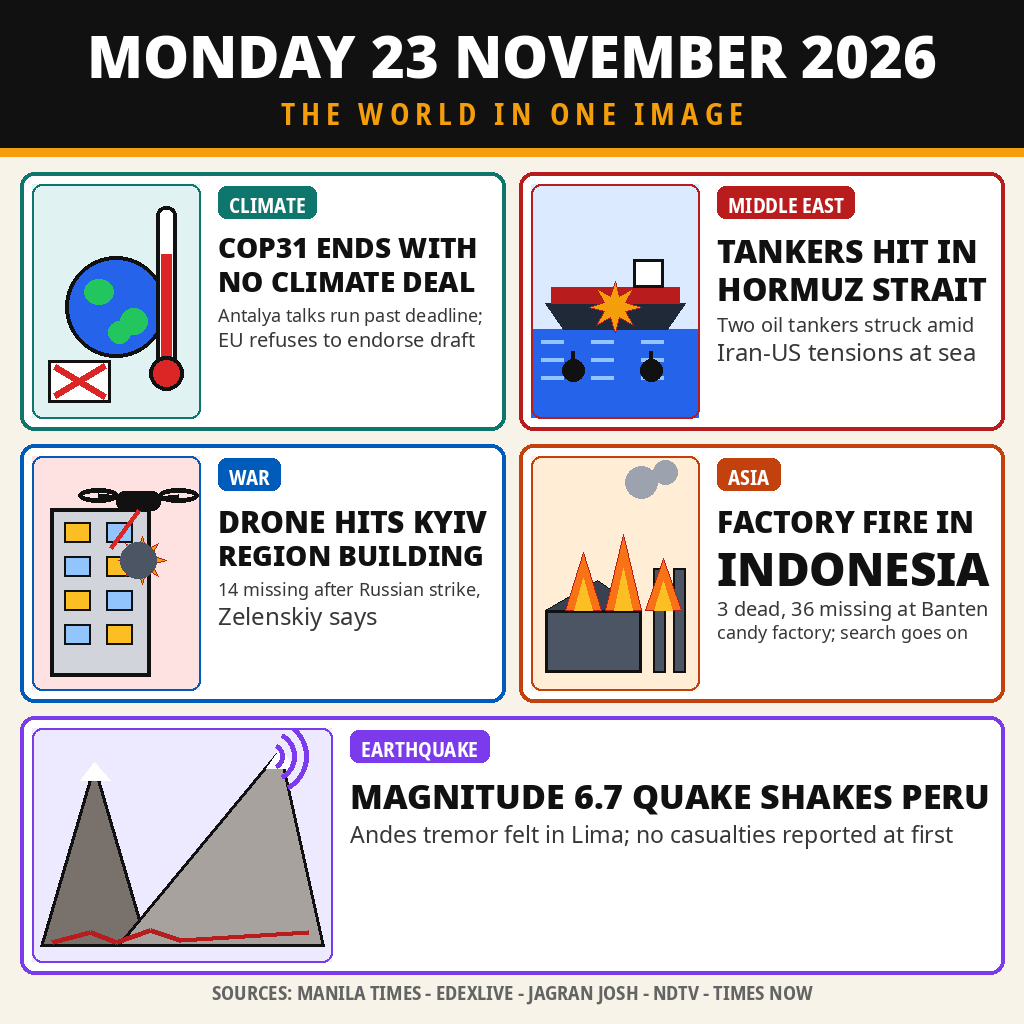 MONDAY 23 NOVEMBER 2026
THE WORLD IN ONE IMAGE
CLIMATE
COP31 ENDS WITH
NO CLIMATE DEAL
Antalya talks run past deadline;
EU refuses to endorse draft
MIDDLE EAST
TANKERS HIT IN
HORMUZ STRAIT
Two oil tankers struck amid
Iran-US tensions at sea
WAR
DRONE HITS KYIV
REGION BUILDING
14 missing after Russian strike,
Zelenskiy says
ASIA
FACTORY FIRE IN
INDONESIA
3 dead, 36 missing at Banten
candy factory; search goes on
EARTHQUAKE
MAGNITUDE 6.7 QUAKE SHAKES PERU
Andes tremor felt in Lima; no casualties reported at first
SOURCES: MANILA TIMES - EDEXLIVE - JAGRAN JOSH - NDTV - TIMES NOW